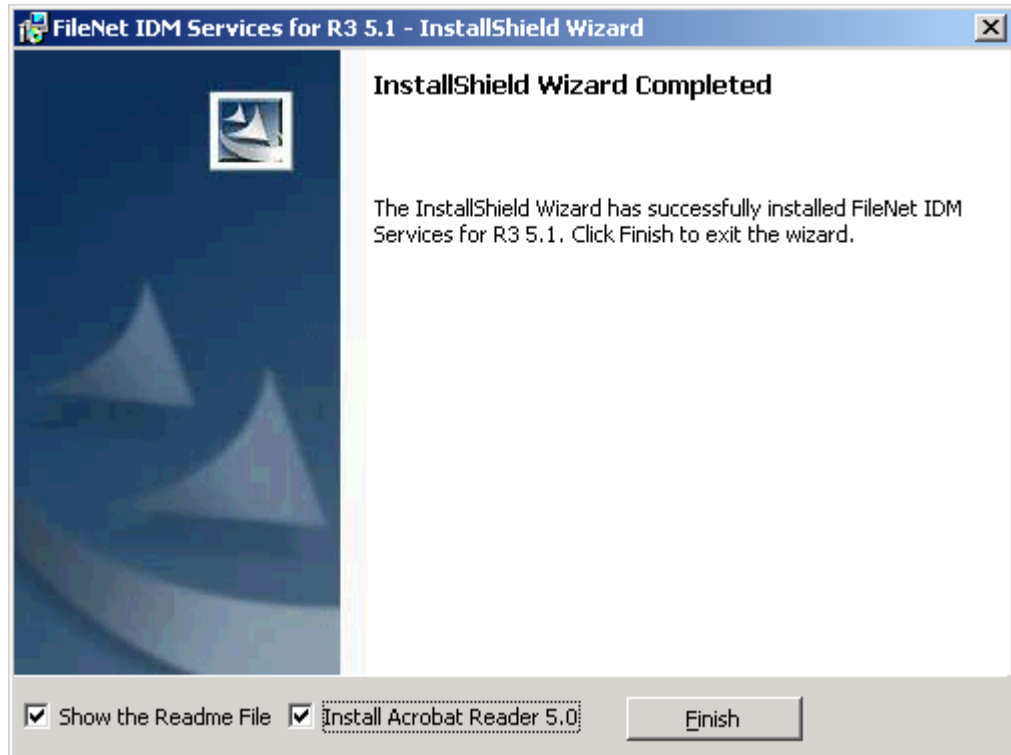 FileNet IDM Services for R3 5.1 - InstallShield Wizard
InstallShield Wizard Completed
The InstallShield Wizard has successfully installed FileNet IDM
Services for R3 5.1. Click Finish to exit the wizard.
Show the Readme File Install Acrobat Reader 5.0 Finish